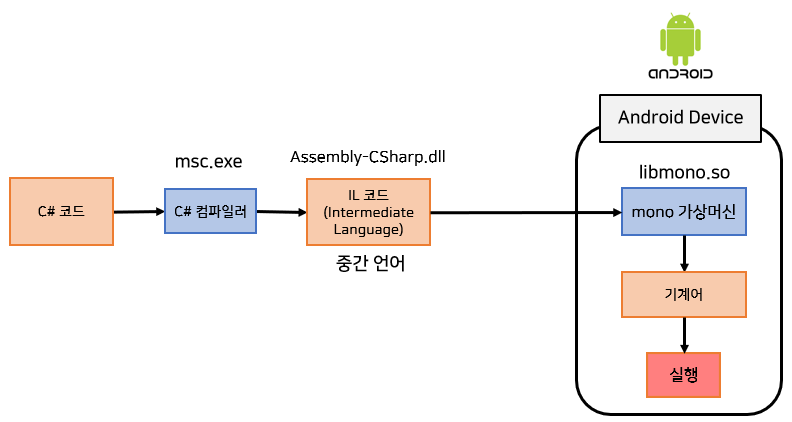 ANDROID
Android Device
msc.exe
Assembly-CSharp.dll
libmono.so
C# 코드
C# 컴파일러
IL 코드
(Intermediate
Language)
mono 가상머신
중간 언어
기계어
실행